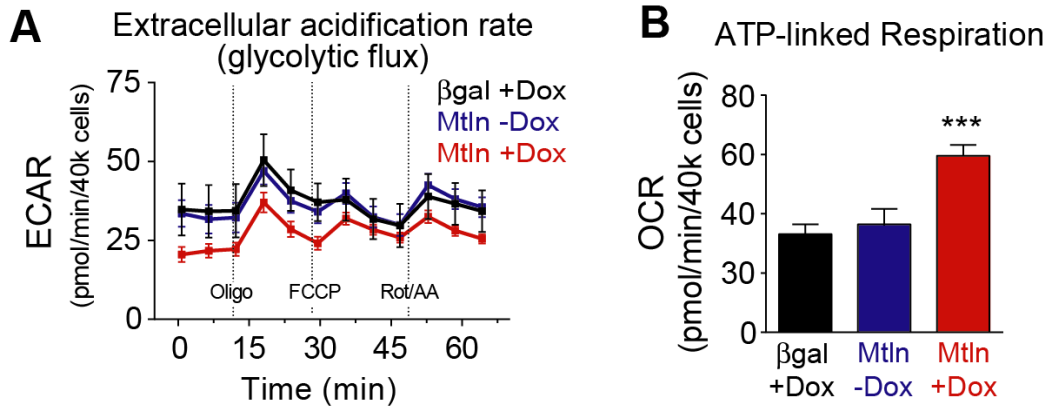 A
Extracellular acidification rate
(glycolytic flux)
ECAR
(pmol/min/40k cells)
75
50
25
0
βgal +Dox
Mtln -Dox
Mtln +Dox
Oligo
FCCP
Rot/AA
0 15 30 45 60
Time (min)
B
ATP-linked Respiration
OCR
(pmol/min/40k cells)
80
60
40
30
0
***
βgal
+Dox
Mtln
-Dox
Mtln
+Dox